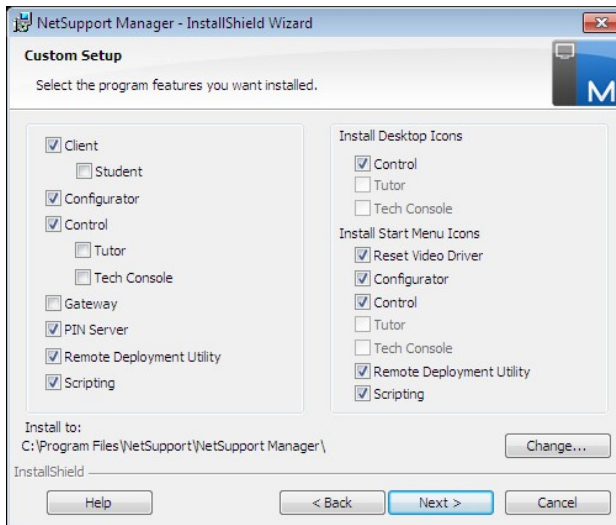 NetSupport Manager - InstallShield Wizard
Custom Setup
Select the program features you want installed.
M
Client
Student
Configurator
Control
Tutor
Tech Console
Gateway
PIN Server
Remote Deployment Utility
Scripting
Install Desktop Icons
Control
Tutor
Tech Console
Install Start Menu Icons
Reset Video Driver
Configurator
Control
Tutor
Tech Console
Remote Deployment Utility
Scripting
Install to:
C:\Program Files\NetSupport\NetSupport Manager\
Change...
InstallShield
Help
< Back
Next >
Cancel